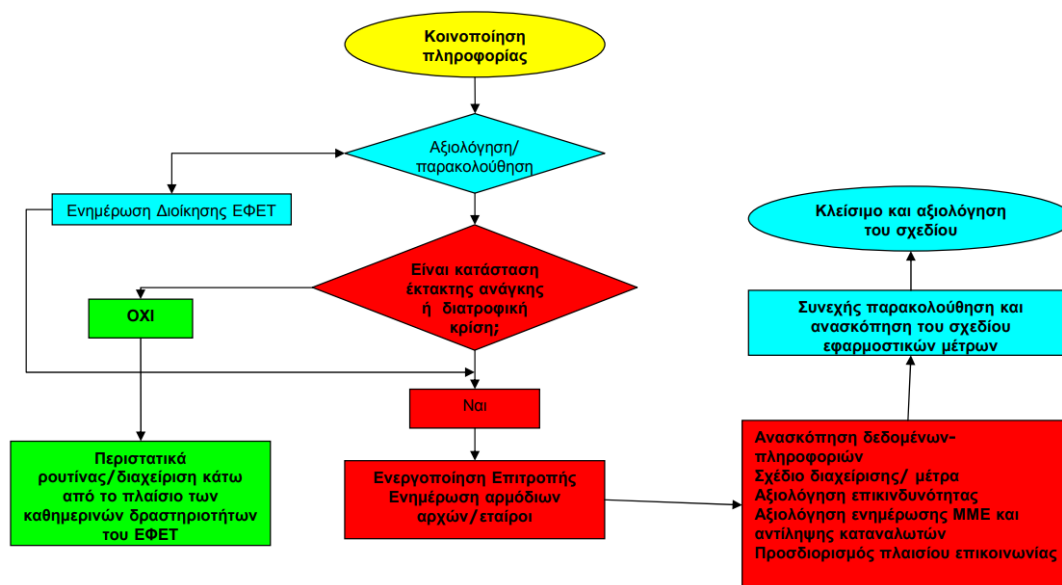 Κοινοποίηση
πληροφορίας
Αξιολόγηση/
παρακολούθηση
Ενημέρωση Διοίκησης ΕΦΕΤ
Είναι κατάσταση
έκτακτης ανάγκης
ή διατροφική
κρίση;
ΟΧΙ
Ναι
Περιστατικά
ρουτίνας/διαχείριση κάτω
από το πλαίσιο των
καθημερινών δραστηριοτήτων
του ΕΦΕΤ
Ενεργοποίηση Επιτροπής
Ενημέρωση αρμόδιων
αρχών/εταίροι
Ανασκόπηση δεδομένων-
πληροφοριών
Σχέδιο διαχείρισης/ μέτρα
Αξιολόγηση επικινδυνότητας
Αξιολόγηση ενημέρωσης ΜΜΕ και
αντίληψης καταναλωτών
Προσδιορισμός πλαισίου επικοινωνίας
Συνεχής παρακολούθηση και
ανασκόπηση του σχεδίου
εφαρμοστικών μέτρων
Κλείσιμο και αξιολόγηση
του σχεδίου